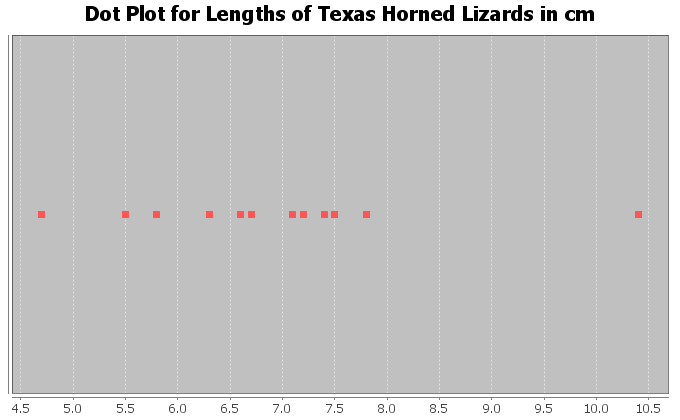 Dot Plot for Lengths of Texas Horned Lizards in cm
4.5 5.0 5.5 6.0 6.5 7.0 7.5 8.0 8.5 9.0 9.5 10.0 10.5